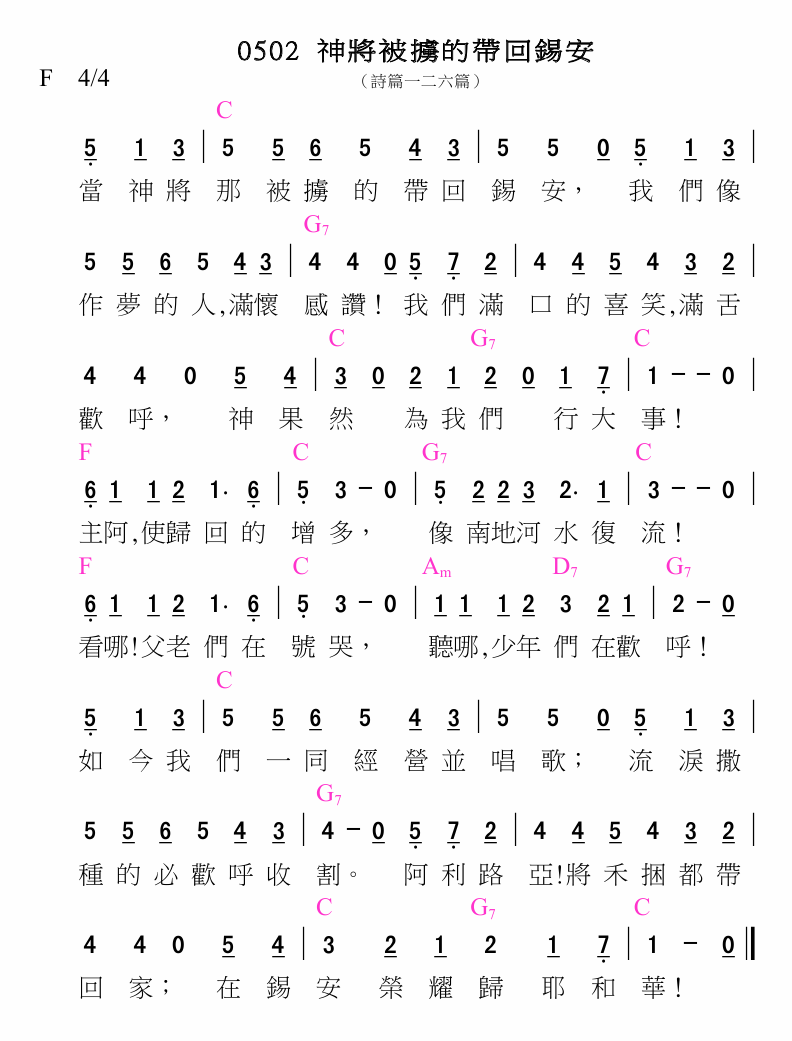 0502 神將被擄的帶回錫安
F 4/4 （詩篇一二六篇）
C
5 1 3 | 5 5 6 5 4 3 | 5 5 0 5 1 3 |
當 神 將 那 被 擄 的 帶 回 錫 安， 我 們 像
G7
5 5 6 5 4 3 | 4 4 0 5 7 2 | 4 4 5 4 3 2 |
作 夢 的 人,滿懷 感 讚! 我 們 滿 口 的 喜 笑,滿 舌
C G7 C
4 4 0 5 4 | 3 0 2 1 2 0 1 7 | 1 - - 0 |
歡 呼， 神 果 然 為 我 們 行 大 事!
F C G7 C
6 1 1 2 1. 6 | 5 3 - 0 | 5 2 2 3 2. 1 | 3 - - 0 |
主阿,使歸 回 的 增 多， 像 南地河 水 復 流!
F C Am D7 G7
6 1 1 2 1. 6 | 5 3 - 0 | 1 1 1 2 3 2 1 | 2 - 0
看哪!父老 們 在 號 哭， 聽哪,少年 們 在歡 呼!
C
5 1 3 | 5 5 6 5 4 3 | 5 5 0 5 1 3 |
如 今 我 們 一 同 經 營 並 唱 歌； 流 淚 撒
G7
5 5 6 5 4 3 | 4 - 0 5 7 2 | 4 4 5 4 3 2 |
種 的 必 歡 呼 收 割。 阿 利 路 亞!將 禾 捆 都 帶
C G7 C
4 4 0 5 4 | 3 2 1 2 1 7 | 1 - 0 ||
回 家； 在 錫 安 榮 耀 歸 耶 和 華!